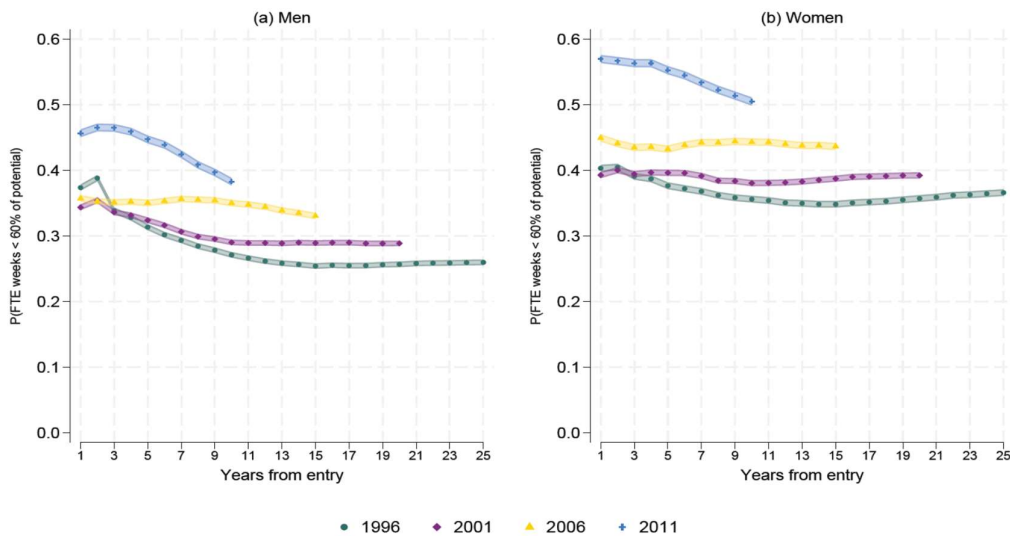 (a) Men
P(FTE weeks < 60% of potential)
0.6
0.5
0.4
0.3
0.2
0.1
0.0
1 3 5 7 9 11 13 15 17 19 21 23 25
Years from entry
(b) Women
P(FTE weeks < 60% of potential)
0.6
0.5
0.4
0.3
0.2
0.1
0.0
1 3 5 7 9 11 13 15 17 19 21 23 25
Years from entry
1996 2001 2006 2011